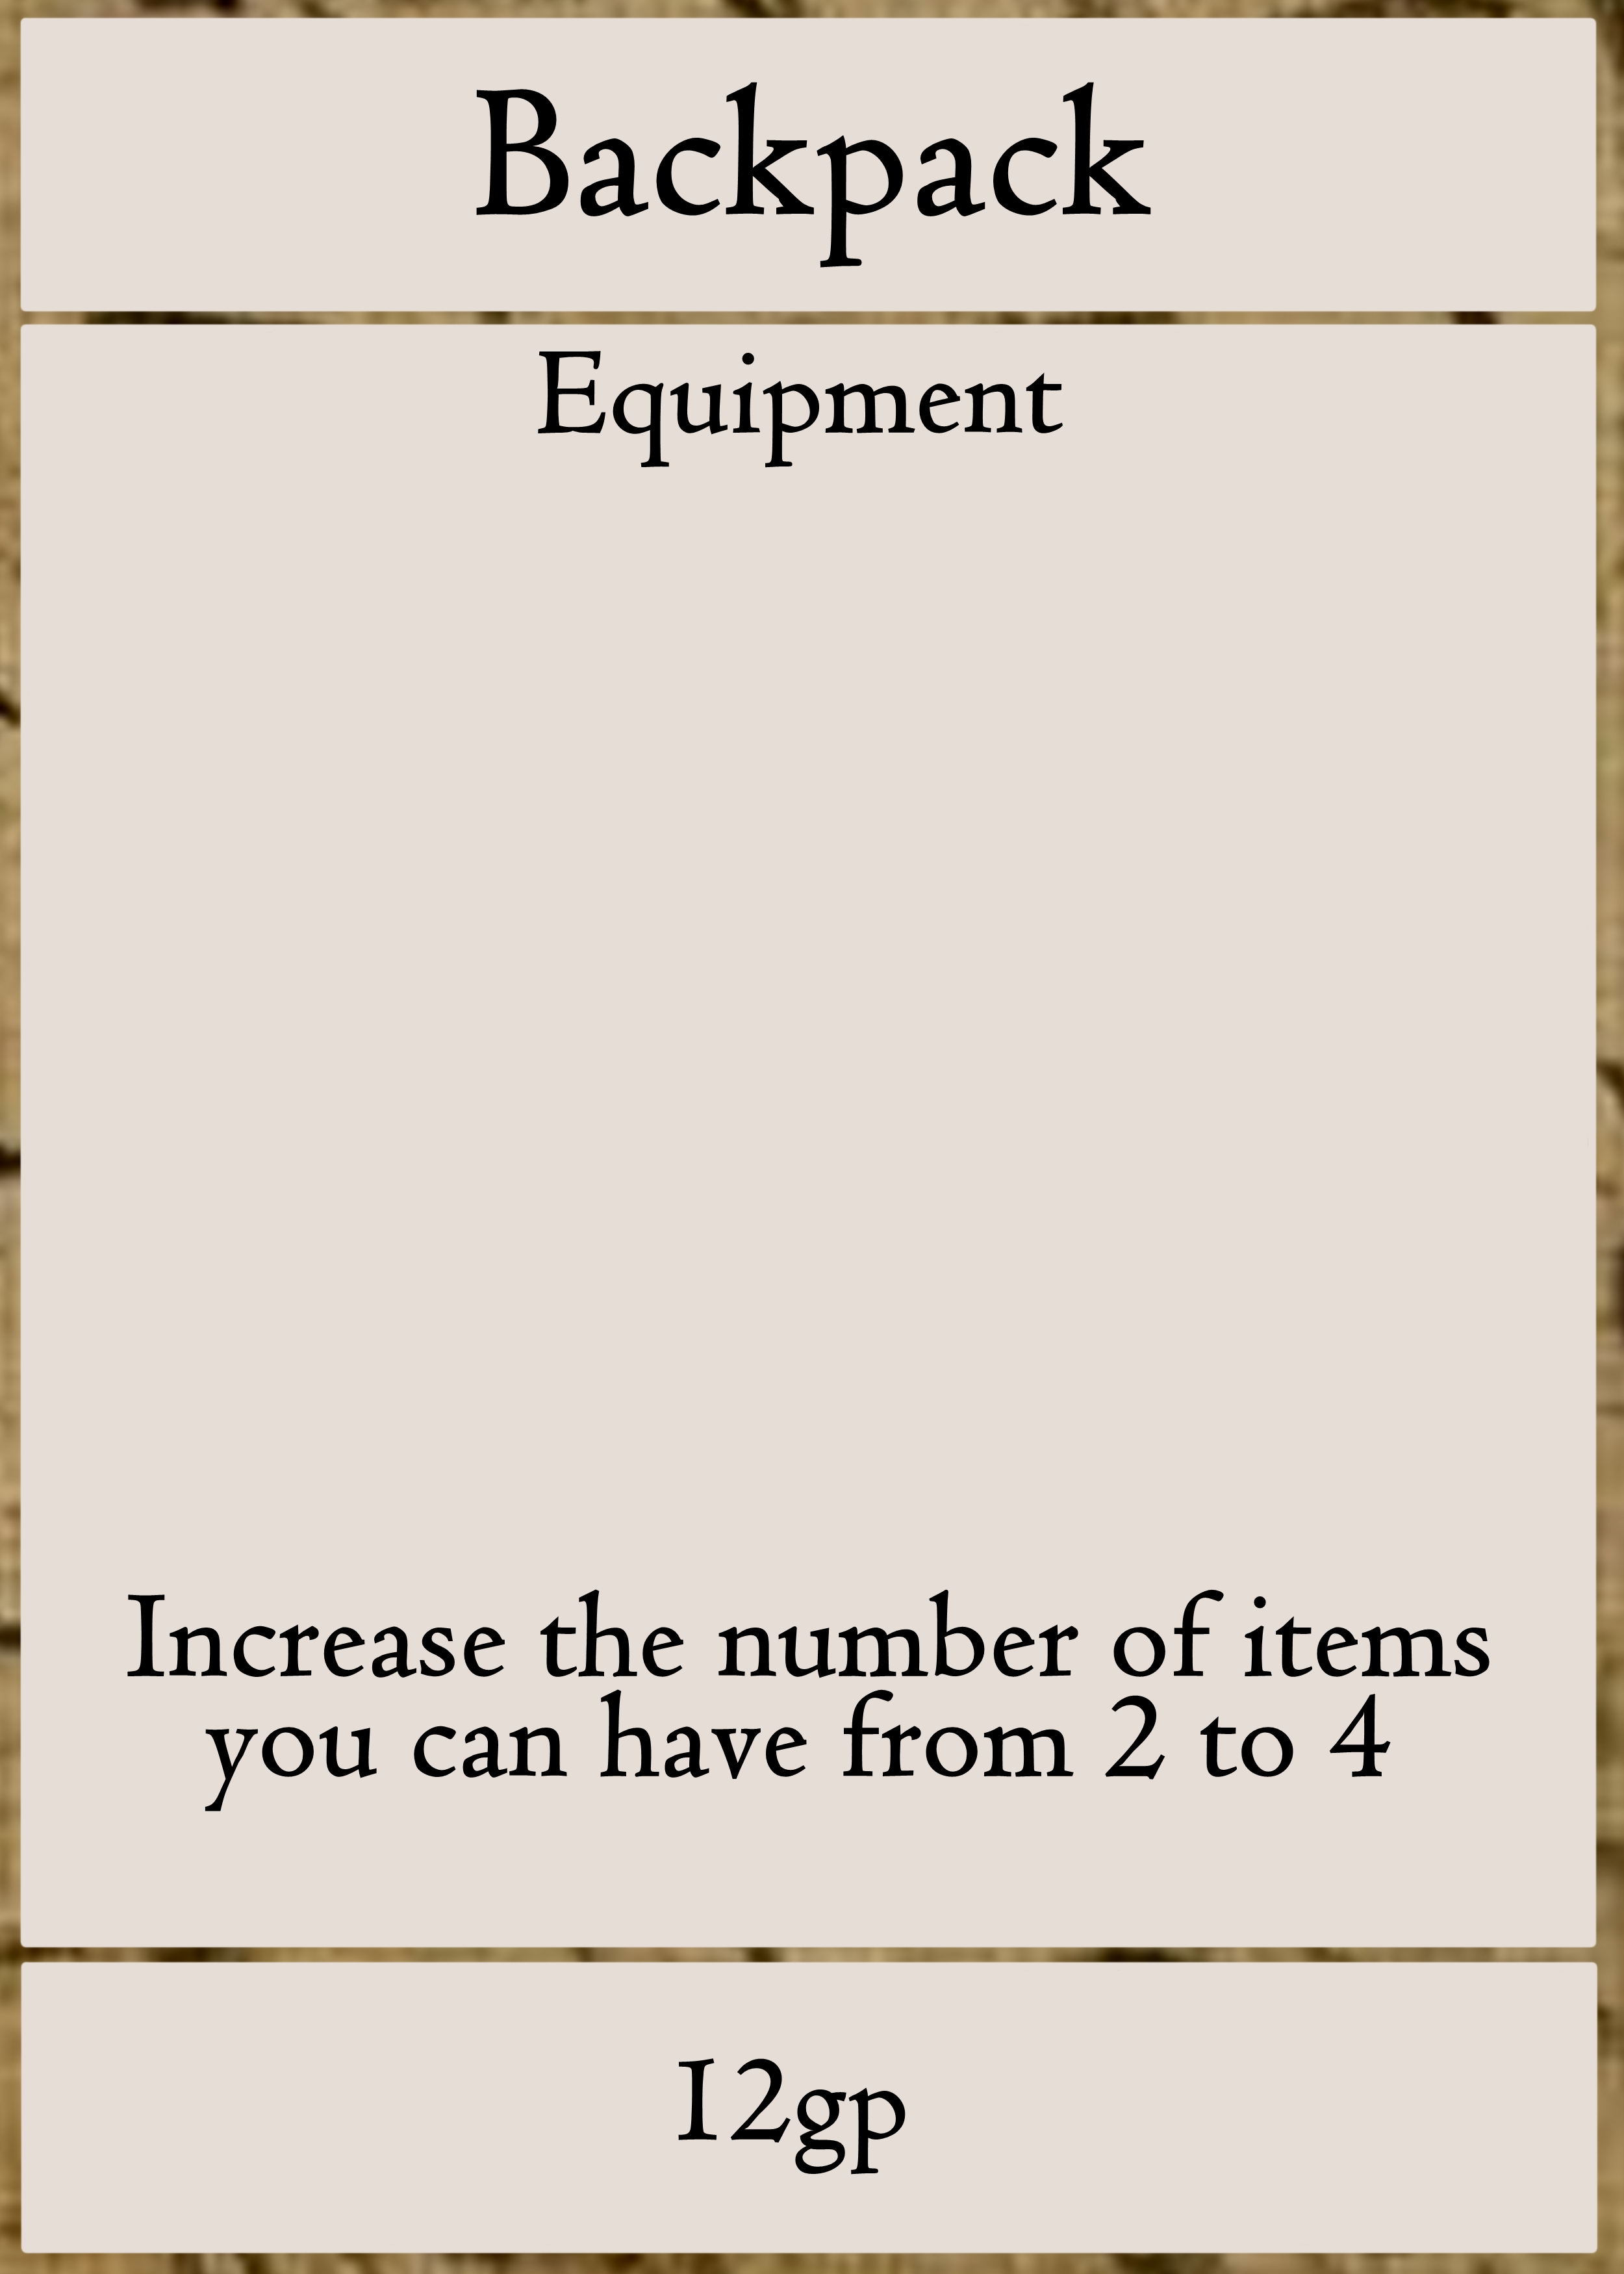 Backpack
Equipment
Increase the number of items
you can have from 2 to 4
12gp